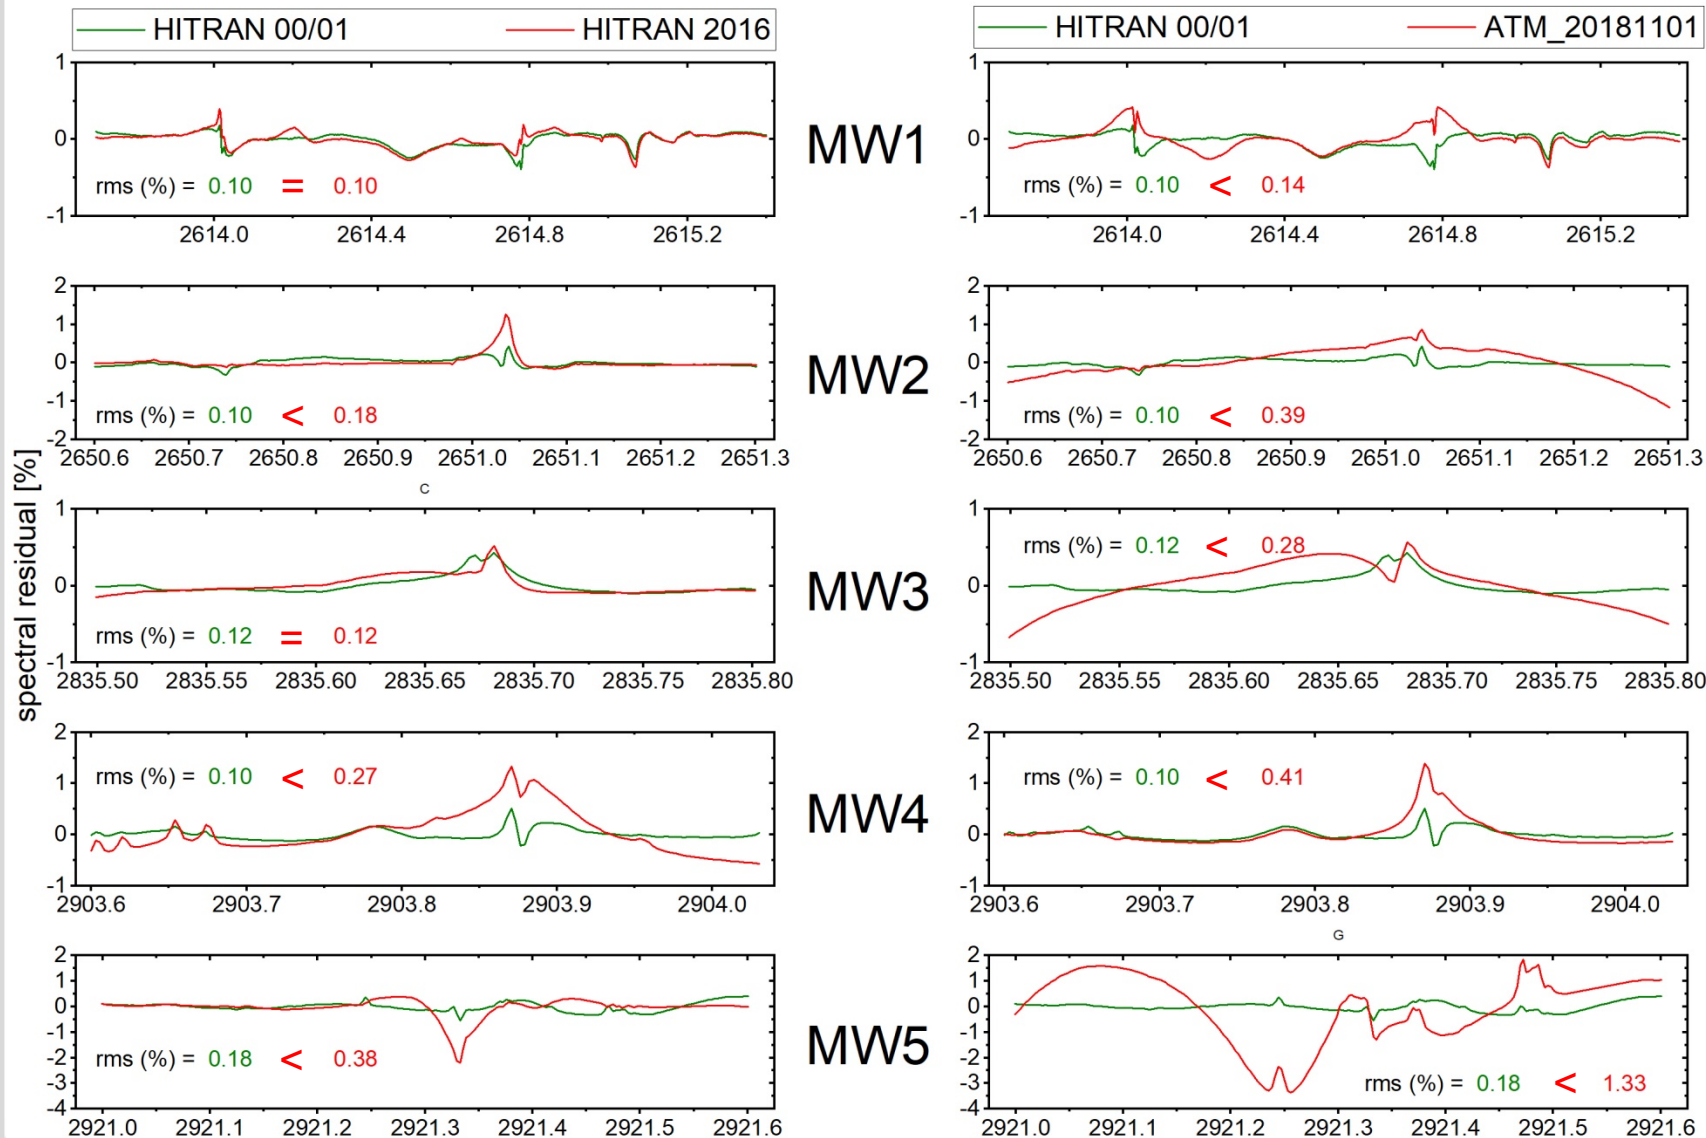 HITRAN 00/01 HITRAN 2016
HITRAN 00/01 ATM_20181101
spectral residual [%]
1
0
-1
rms (%) = 0.10 = 0.10
2614.0 2614.4 2614.8 2615.2
MW1
1
0
-1
rms (%) = 0.10 < 0.14
2614.0 2614.4 2614.8 2615.2
2
1
0
-1
-2
rms (%) = 0.10 < 0.18
2650.6 2650.7 2650.8 2650.9 2651.0 2651.1 2651.2 2651.3
C
MW2
2
1
0
-1
-2
rms (%) = 0.10 < 0.39
2650.6 2650.7 2650.8 2650.9 2651.0 2651.1 2651.2 2651.3
1
0
-1
rms (%) = 0.12 = 0.12
2835.50 2835.55 2835.60 2835.65 2835.70 2835.75 2835.80
MW3
1
0
-1
rms (%) = 0.12 < 0.28
2835.50 2835.55 2835.60 2835.65 2835.70 2835.75 2835.80
2
1
0
-1
rms (%) = 0.10 < 0.27
2903.6 2903.7 2903.8 2903.9 2904.0
MW4
2
1
0
-1
rms (%) = 0.10 < 0.41
2903.6 2903.7 2903.8 2903.9 2904.0
G
2
1
0
-1
-2
-3
-4
rms (%) = 0.18 < 0.38
2921.0 2921.1 2921.2 2921.3 2921.4 2921.5 2921.6
MW5
2
1
0
-1
-2
-3
-4
rms (%) = 0.18 < 1.33
2921.0 2921.1 2921.2 2921.3 2921.4 2921.5 2921.6